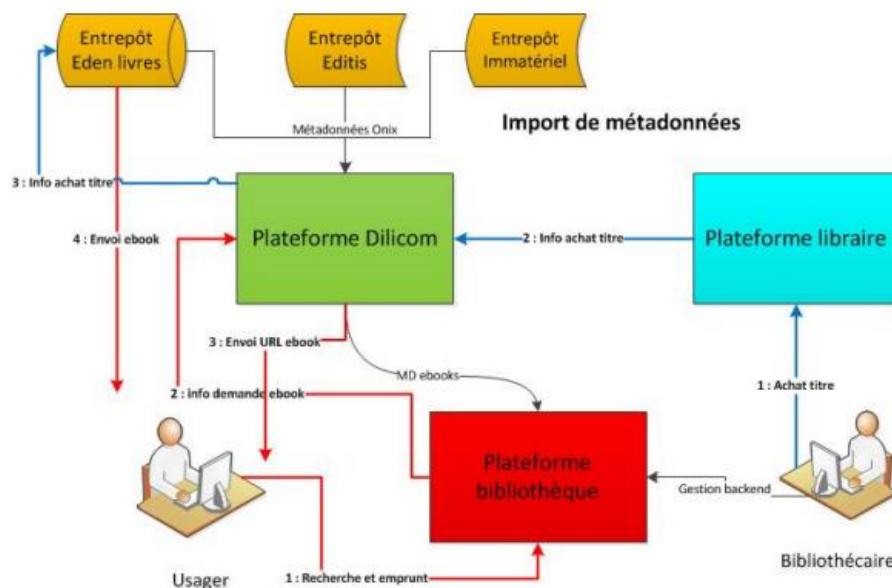 Entrepôt
Eden livres
Entrepôt
Editis
Entrepôt
Immatériel
Métadonnées Onix
Import de métadonnées
3 : Info achat titre
Plateforme Dilicom
2 : Info achat titre
Plateforme libraire
4 : Envoi ebook
3 : Envoi URL ebook
MD ebooks
2 : info demande ebook
1 : Achat titre
Plateforme
bibliothèque
Gestion backend
Bibliothécaire
Usager
1 : Recherche et emprunt